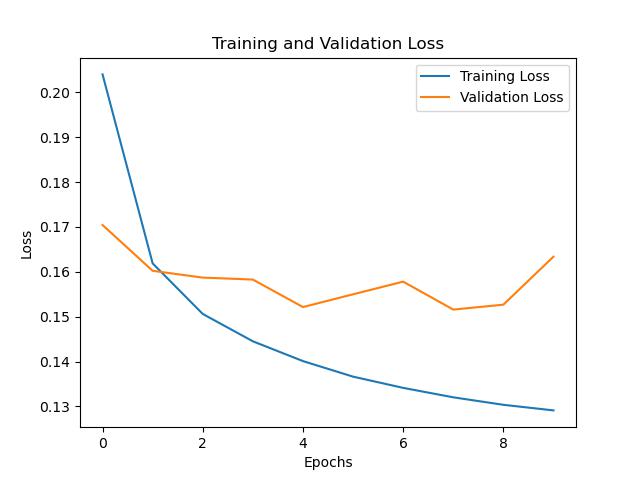 Training and Validation Loss
Training Loss
Validation Loss
0.20
0.19
0.18
0.17
0.16
0.15
0.14
0.13
Loss
0 2 4 6 8
Epochs